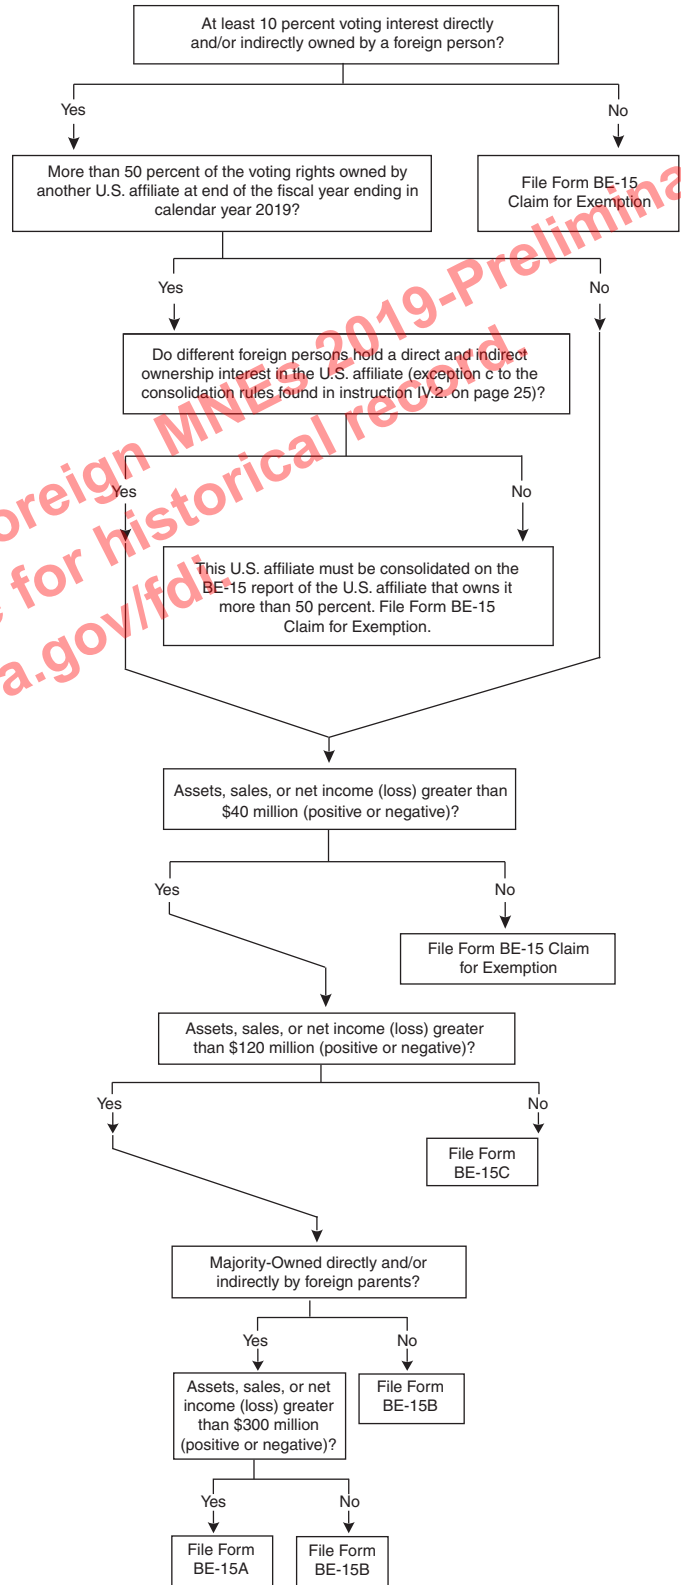 At least 10 percent voting interest directly
and/or indirectly owned by a foreign person?
Yes
No
More than 50 percent of the voting rights owned by
another U.S. affiliate at end of the fiscal year ending in
calendar year 2019?
File Form BE-15
Claim for Exemption
Yes
No
Do different foreign persons hold a direct and indirect
ownership interest in the U.S. affiliate (exception c to the
consolidation rules found in instruction IV.2. on page 25)?
Yes
No
This U.S. affiliate must be consolidated on the
BE-15 report of the U.S. affiliate that owns it
more than 50 percent. File Form BE-15
Claim for Exemption.
Assets, sales, or net income (loss) greater than
$40 million (positive or negative)?
Yes
No
File Form BE-15 Claim
for Exemption
Assets, sales, or net income (loss) greater
than $120 million (positive or negative)?
Yes
No
File Form
BE-15C
Majority-Owned directly and/or
indirectly by foreign parents?
Yes
No
Assets, sales, or net
income (loss) greater
than $300 million
(positive or negative)?
File Form
BE-15B
Yes
No
File Form
BE-15A
File Form
BE-15B
oreign MNEs 2019-Prelimina
for historical record.
a.gov/fdi.